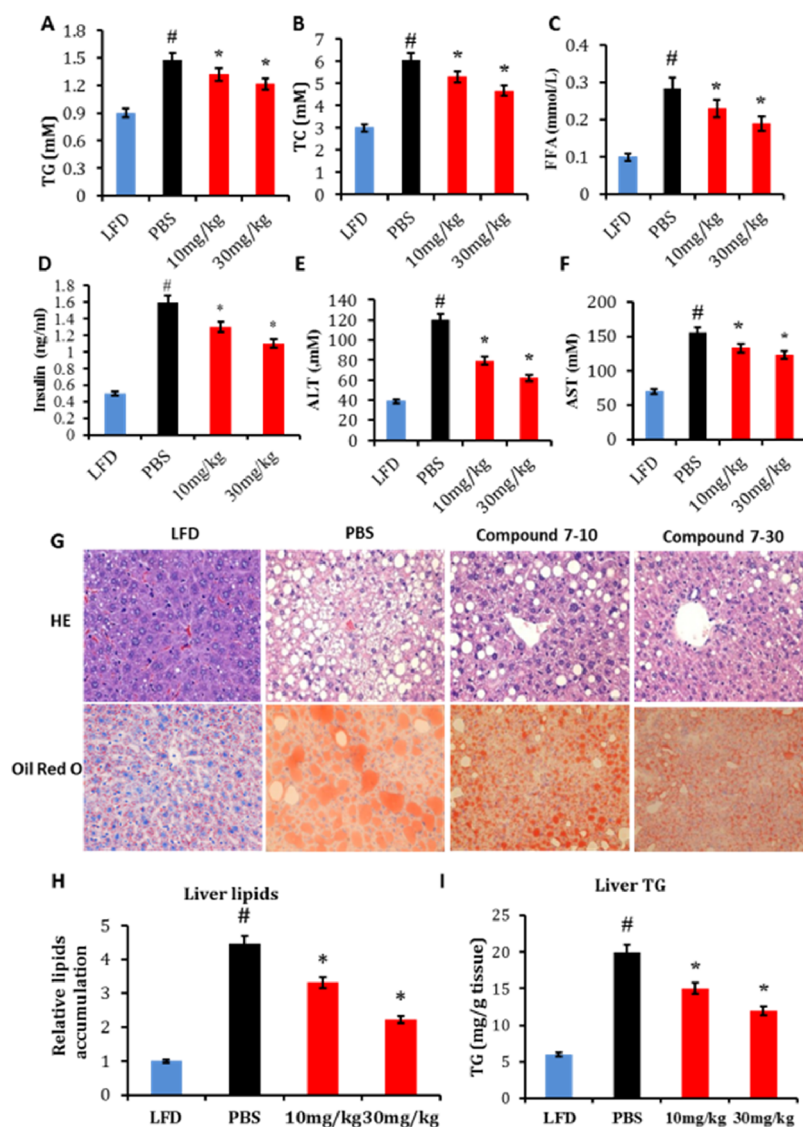 A
#
*
*
TG (mM)
1.8
1.5
1.2
0.9
0.6
0.3
0
LFD
PBS
10mg/kg
30mg/kg
B
#
*
*
TC (mM)
7
6
5
4
3
2
1
0
LFD
PBS
10mg/kg
30mg/kg
C
#
*
*
FFA (mmol/L)
0.4
0.3
0.2
0.1
0
LFD
PBS
10mg/kg
30mg/kg
D
#
*
*
Insulin (ng/ml)
1.8
1.6
1.4
1.2
1
0.8
0.6
0.4
0.2
0
LFD
PBS
10mg/kg
30mg/kg
E
#
*
*
ALT (,mM)
140
120
100
80
60
40
20
0
LFD
PBS
10mg/kg
30mg/kg
F
#
*
*
AST (mM)
200
150
100
50
0
LFD
PBS
10mg/kg
30mg/kg
G
LFD
PBS
Compound 7-10
Compound 7-30
HE
Oil Red O
H
Liver lipids
#
*
*
Relative lipids
accumulation
5
4
3
2
1
0
LFD
PBS
10mg/kg
30mg/kg
I
Liver TG
#
*
*
TG (mg/g tissue)
25
20
15
10
5
0
LFD
PBS
10mg/kg
30mg/kg